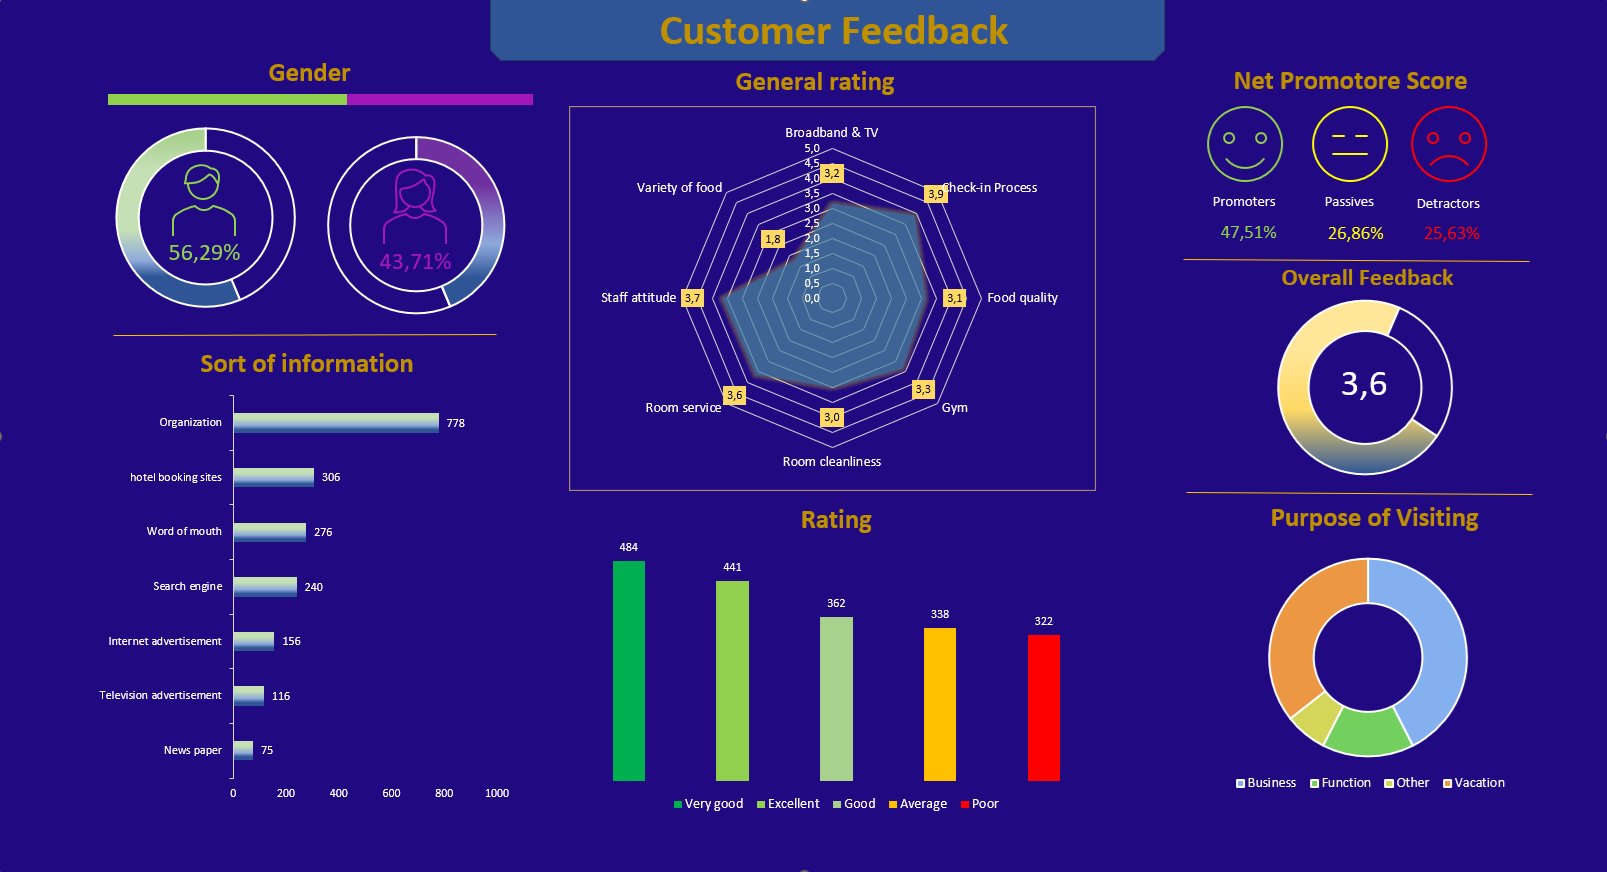 Customer Feedback
Gender
56,29%
43,71%
Sort of information
Organization
778
hotel booking sites
306
Word of mouth
276
Search engine
240
Internet advertisement
156
Television advertisement
116
News paper
75
0 200 400 600 800 1000
General rating
Broadband & TV
5,0
4,5
4,0
3,5
3,0
2,5
2,0
1,5
1,0
0,5
0,0
3,2
Check-in Process
3,9
Food quality
3,1
Gym
3,3
Room cleanliness
3,0
Room service
3,6
Staff attitude
3,7
Variety of food
1,8
Rating
484
441
362
338
322
Very good Excellent Good Average Poor
Net Promotore Score
Promoters Passives Detractors
47,51% 26,86% 25,63%
Overall Feedback
3,6
Purpose of Visiting
Business Function Other Vacation